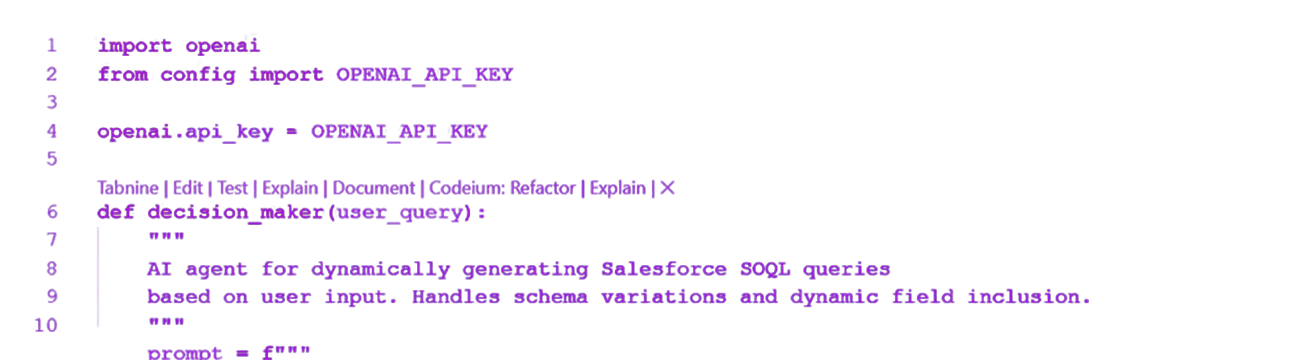 1 import openai
2 from config import OPENAI_API_KEY
3
4 openai.api_key = OPENAI_API_KEY
5
Tabnine | Edit | Test | Explain | Document | Codeium: Refactor | Explain | ×
6 def decision_maker(user_query):
7     """
8     AI agent for dynamically generating Salesforce SOQL queries
9     based on user input. Handles schema variations and dynamic field inclusion.
10     """
    prompt = f"""